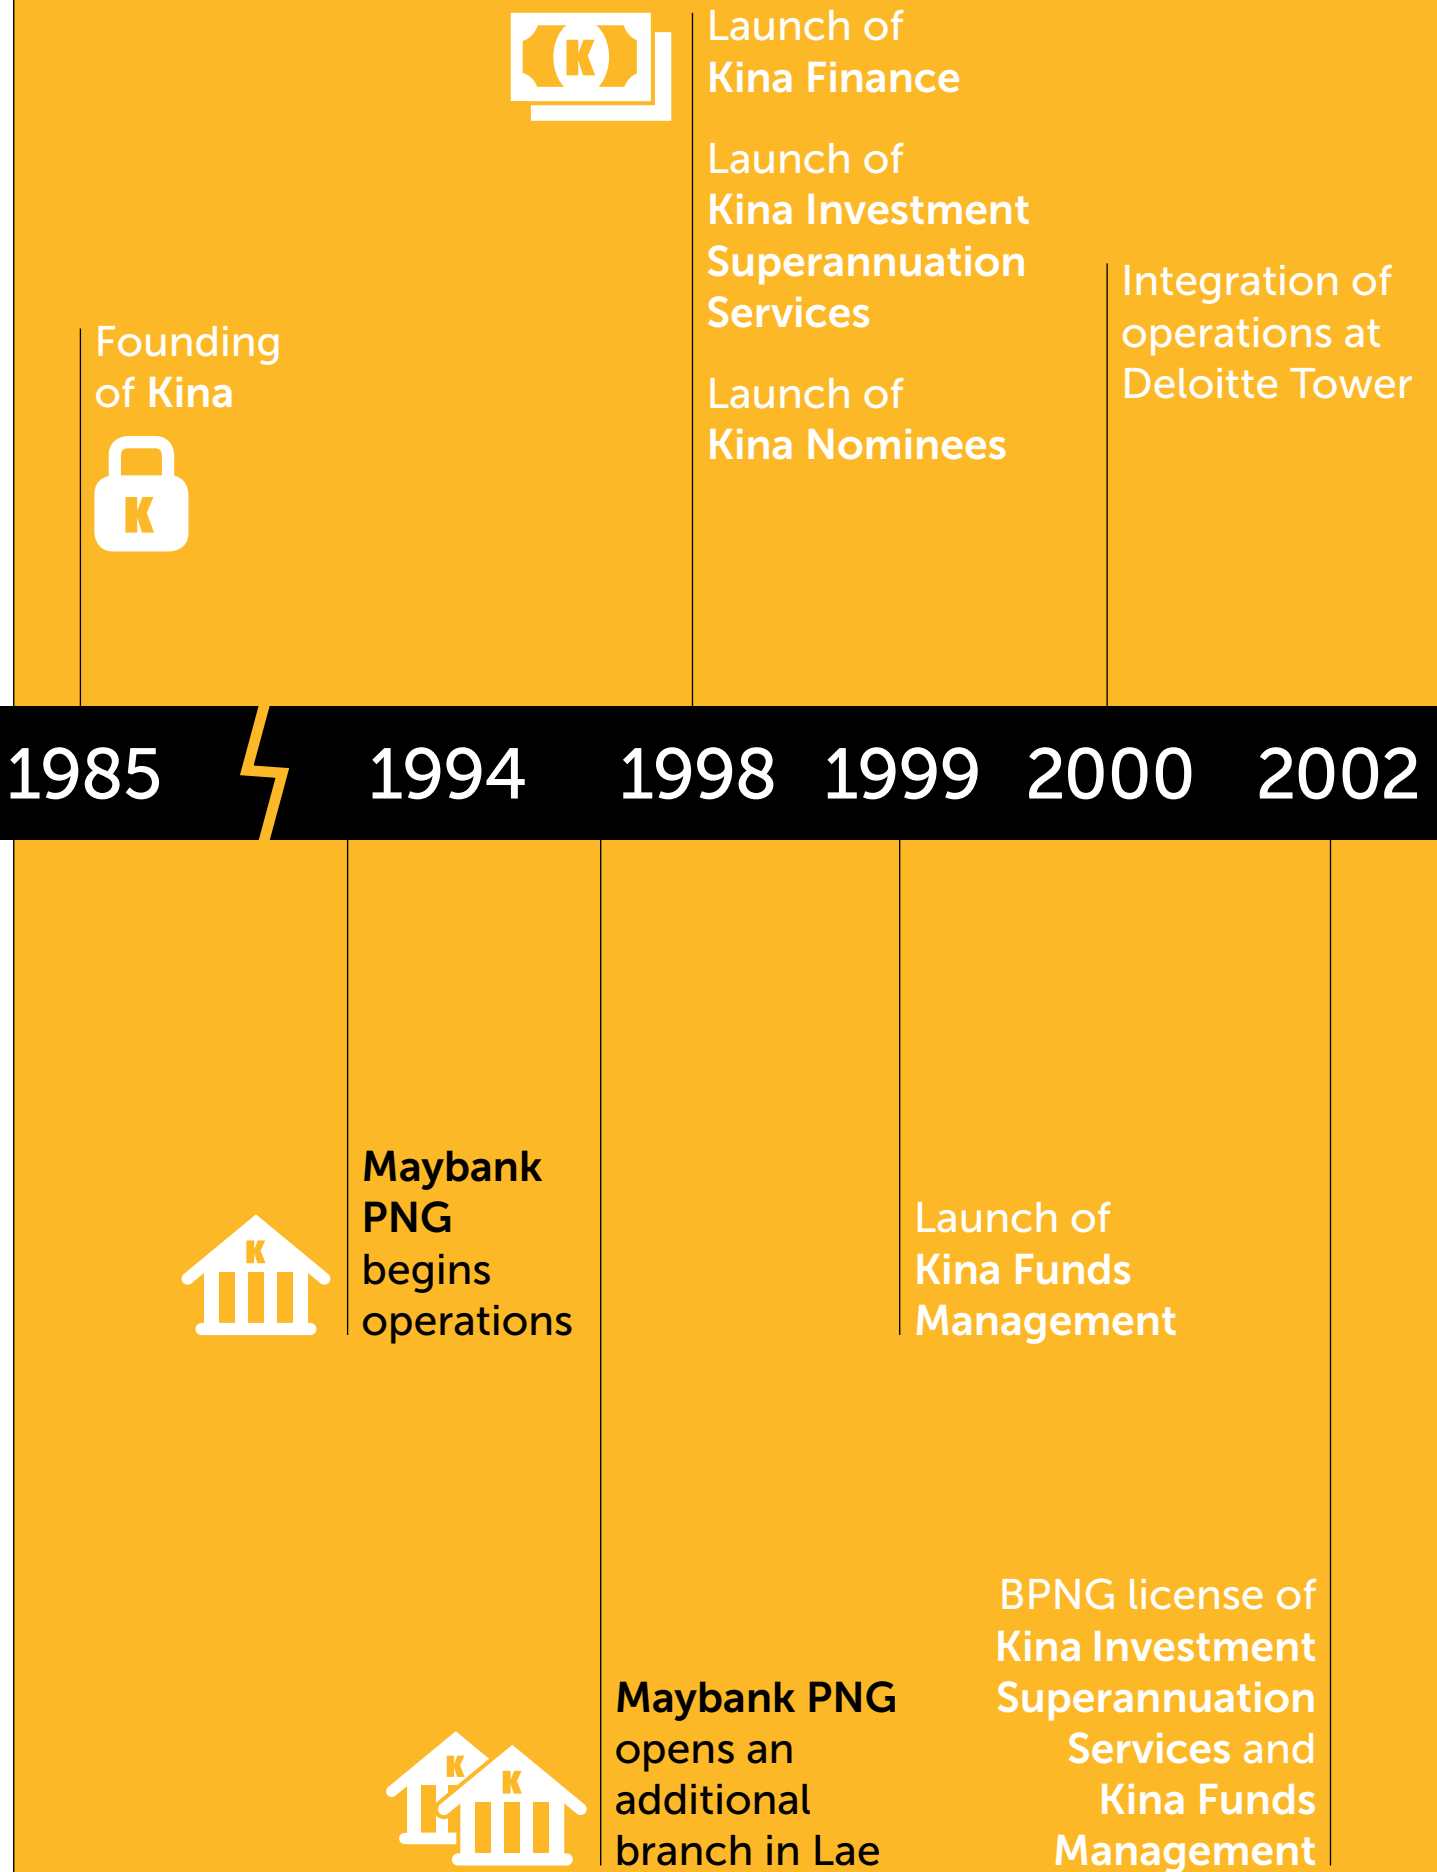 K
Launch of
Kina Finance
Launch of
Kina Investment
Superannuation
Services
Launch of
Kina Nominees
Integration of
operations at
Deloitte Tower
Founding
of Kina
K
1985
1994
1998
1999
2000
2002
Maybank
PNG
begins
operations
K
Launch of
Kina Funds
Management
BPNG license of
Kina Investment
Superannuation
Services and
Kina Funds
Management
Maybank PNG
opens an
additional
branch in Lae
K
K